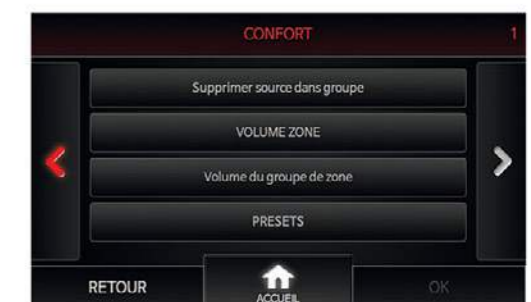 CONFORT 1
Supprimer source dans groupe
VOLUME ZONE
Volume du groupe de zone
PRESETS
RETOUR ACCUEIL OK